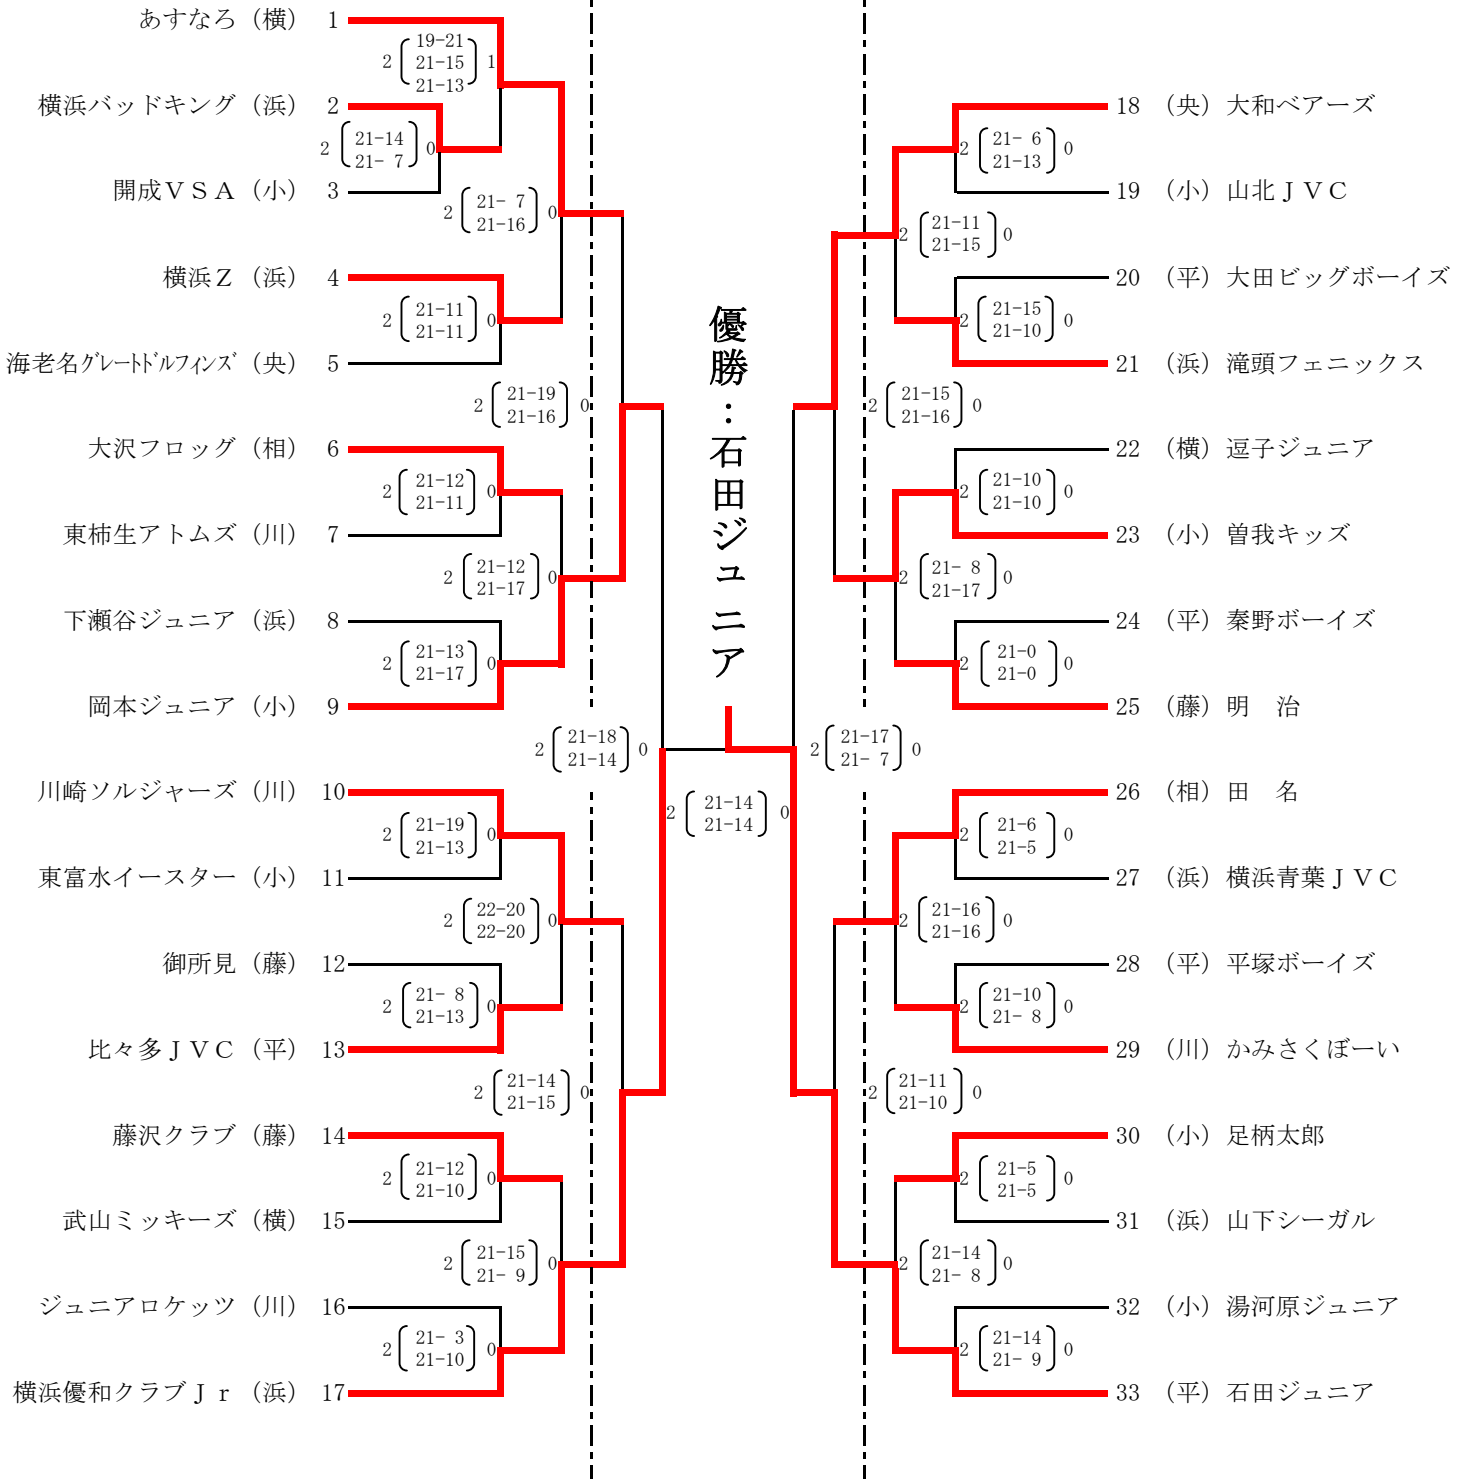 あすなろ（横） 1
2 19-21 1
21-15
21-13
横浜バッドキング（浜） 2
2 21-14 0
21- 7
開成ＶＳＡ（小） 3
2 21- 7 0
21-16
横浜Ｚ（浜） 4
2 21-11 0
21-11
海老名ｸﾞﾚｰﾄﾄﾞﾙﾌｨﾝｽﾞ（央） 5
2 21-19 0
21-16
大沢フロッグ（相） 6
2 21-12 0
21-11
東柿生アトムズ（川） 7
2 21-12 0
21-17
下瀬谷ジュニア（浜） 8
2 21-13 0
21-17
岡本ジュニア（小） 9
2 21-18 0
21-14
川崎ソルジャーズ（川） 10
2 21-19 0
21-13
東富水イースター（小） 11
2 22-20 0
22-20
御所見（藤） 12
2 21- 8 0
21-13
比々多ＪＶＣ（平） 13
2 21-14 0
21-15
藤沢クラブ（藤） 14
2 21-12 0
21-10
武山ミッキーズ（横） 15
2 21-15 0
21- 9
ジュニアロケッツ（川） 16
2 21- 3 0
21-10
横浜優和クラブＪｒ（浜） 17
優勝：石田ジュニア
2 21-14 0
21-14
18 （央）大和ベアーズ
2 21- 6 0
21-13
19 （小）山北ＪＶＣ
2 21-11 0
21-15
20 （平）大田ビッグボーイズ
2 21-15 0
21-10
21 （浜）滝頭フェニックス
2 21-15 0
21-16
22 （横）逗子ジュニア
2 21-10 0
21-10
23 （小）曽我キッズ
2 21- 8 0
21-17
24 （平）秦野ボーイズ
2 21-0 0
21-0
25 （藤）明　治
2 21-17 0
21- 7
26 （相）田　名
2 21-6 0
21-5
27 （浜）横浜青葉ＪＶＣ
2 21-16 0
21-16
28 （平）平塚ボーイズ
2 21-10 0
21- 8
29 （川）かみさくぼーい
2 21-11 0
21-10
30 （小）足柄太郎
2 21-5 0
21-5
31 （浜）山下シーガル
2 21-14 0
21- 8
32 （小）湯河原ジュニア
2 21-14 0
21- 9
33 （平）石田ジュニア